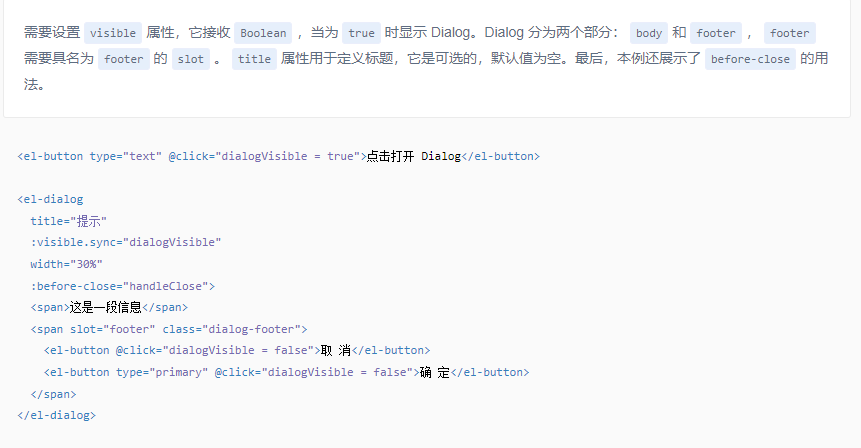 需要设置 visible 属性，它接收 Boolean ，当为 true 时显示 Dialog。Dialog 分为两个部分： body 和 footer ， footer
需要具名为 footer 的 slot 。 title 属性用于定义标题，它是可选的，默认值为空。最后，本例还展示了 before-close 的用
法。
<el-button type="text" @click="dialogVisible = true">点击打开 Dialog</el-button>
<el-dialog
title="提示"
:visible.sync="dialogVisible"
width="30%"
:before-close="handleClose">
<span>这是一段信息</span>
<span slot="footer" class="dialog-footer">
<el-button @click="dialogVisible = false">取 消</el-button>
<el-button type="primary" @click="dialogVisible = false">确 定</el-button>
</span>
</el-dialog>